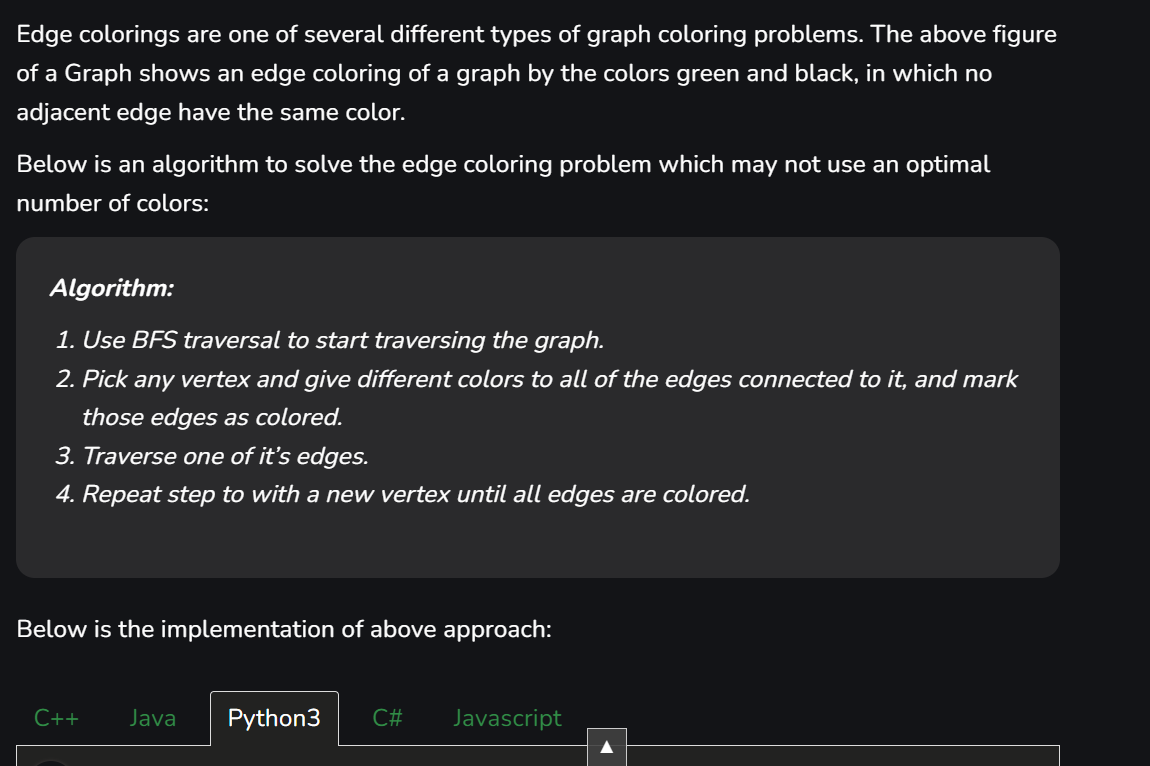 Edge colorings are one of several different types of graph coloring problems. The above figure
of a Graph shows an edge coloring of a graph by the colors green and black, in which no
adjacent edge have the same color.
Below is an algorithm to solve the edge coloring problem which may not use an optimal
number of colors:
Algorithm:
1. Use BFS traversal to start traversing the graph.
2. Pick any vertex and give different colors to all of the edges connected to it, and mark
those edges as colored.
3. Traverse one of it’s edges.
4. Repeat step to with a new vertex until all edges are colored.
Below is the implementation of above approach:
C++ Java Python3 C# Javascript